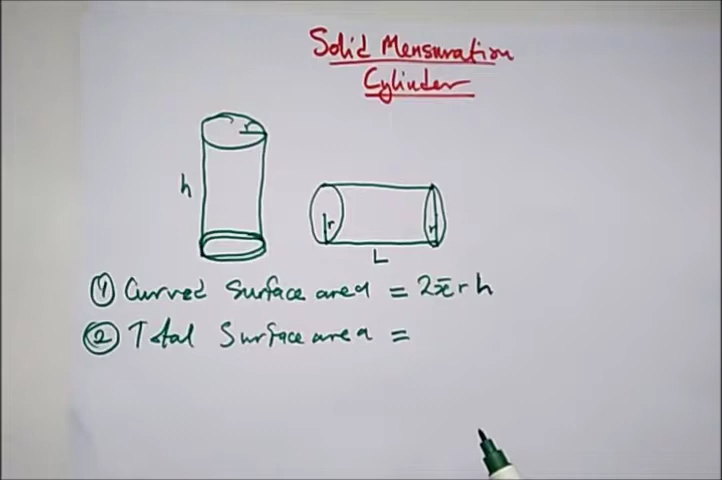 Solid Mensuration
Cylinder
r
h
r
r
L
① Curved Surface area = 2πrh
② Total Surface area =